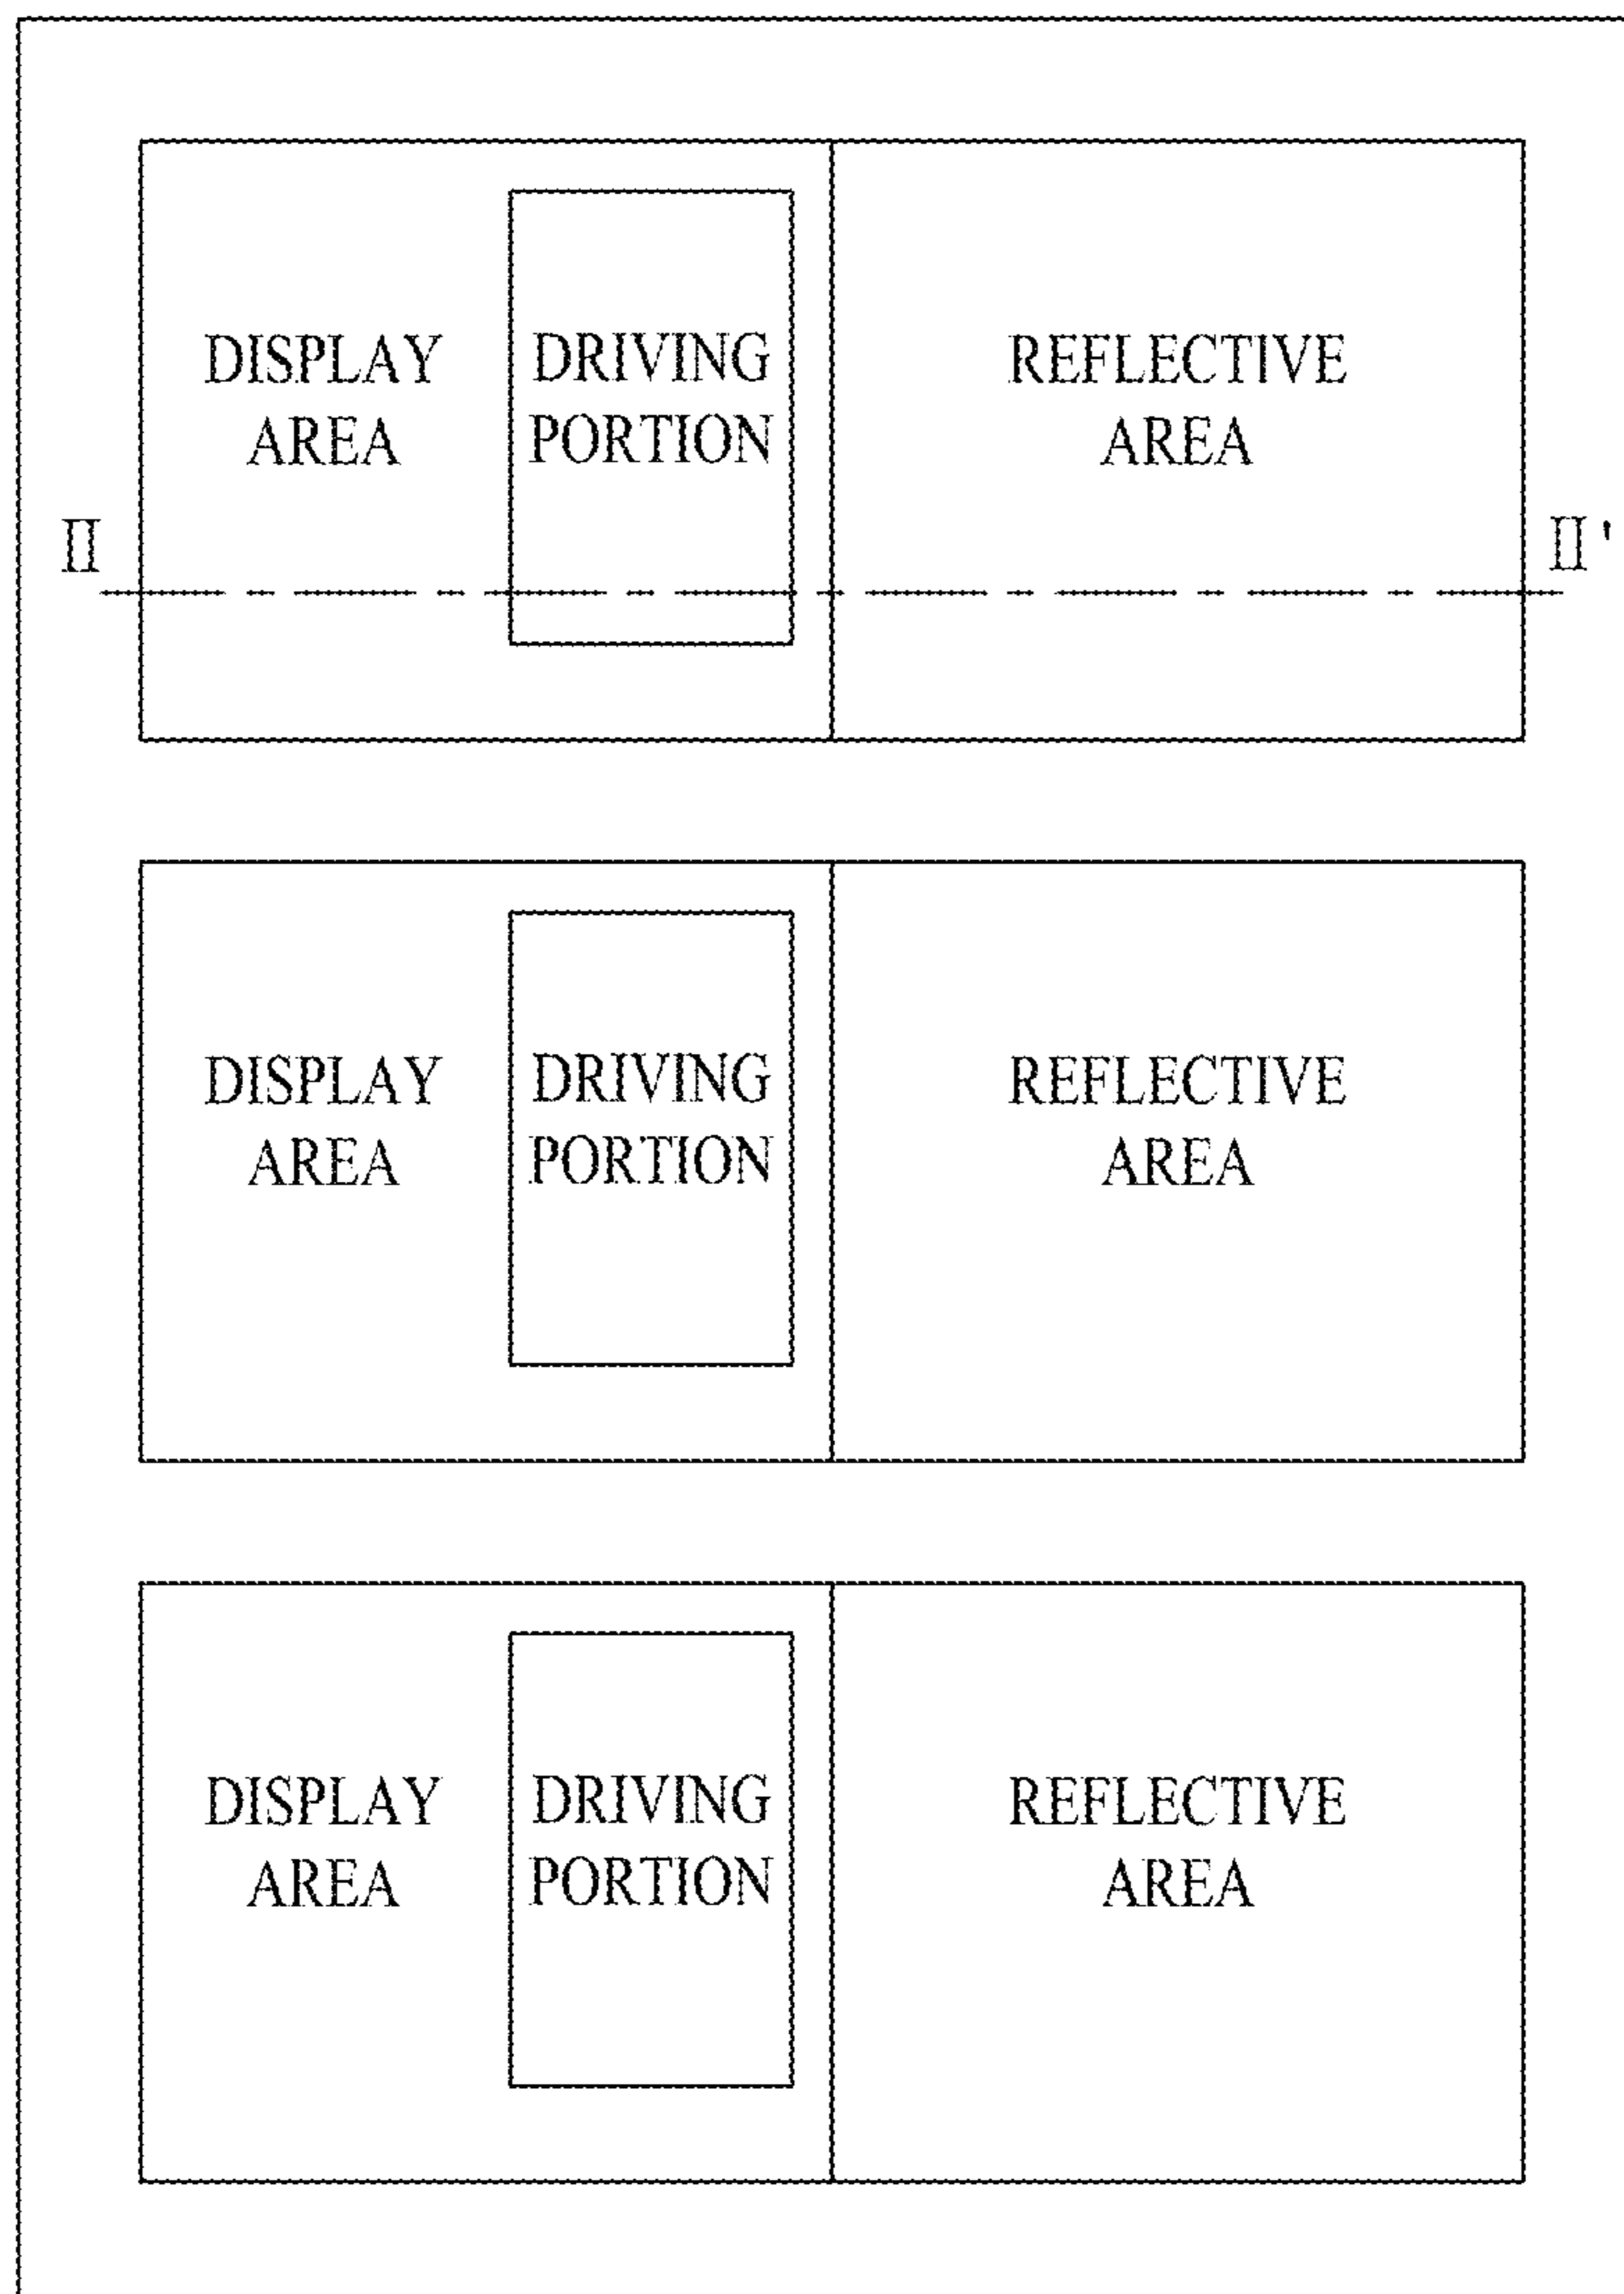 DISPLAY AREA
DRIVING PORTION
REFLECTIVE AREA
II
II'
DISPLAY AREA
DRIVING PORTION
REFLECTIVE AREA
DISPLAY AREA
DRIVING PORTION
REFLECTIVE AREA